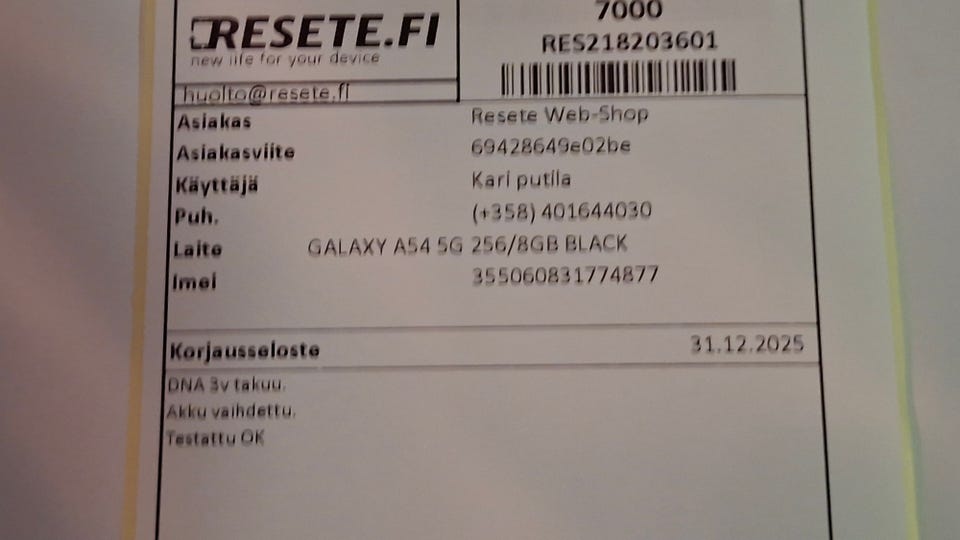 RESETE.FI
new life for your device
huolto@resete.fi
7000
RES218203601
Asiakas Resete Web-Shop
Asiakasviite 69428649e02be
Käyttäjä Kari putila
Puh. (+358) 401644030
Laite GALAXY A54 5G 256/8GB BLACK
Imei 355060831774877
Korjausseloste 31.12.2025
DNA 3v takuu.
Akku vaihdettu.
Testattu OK